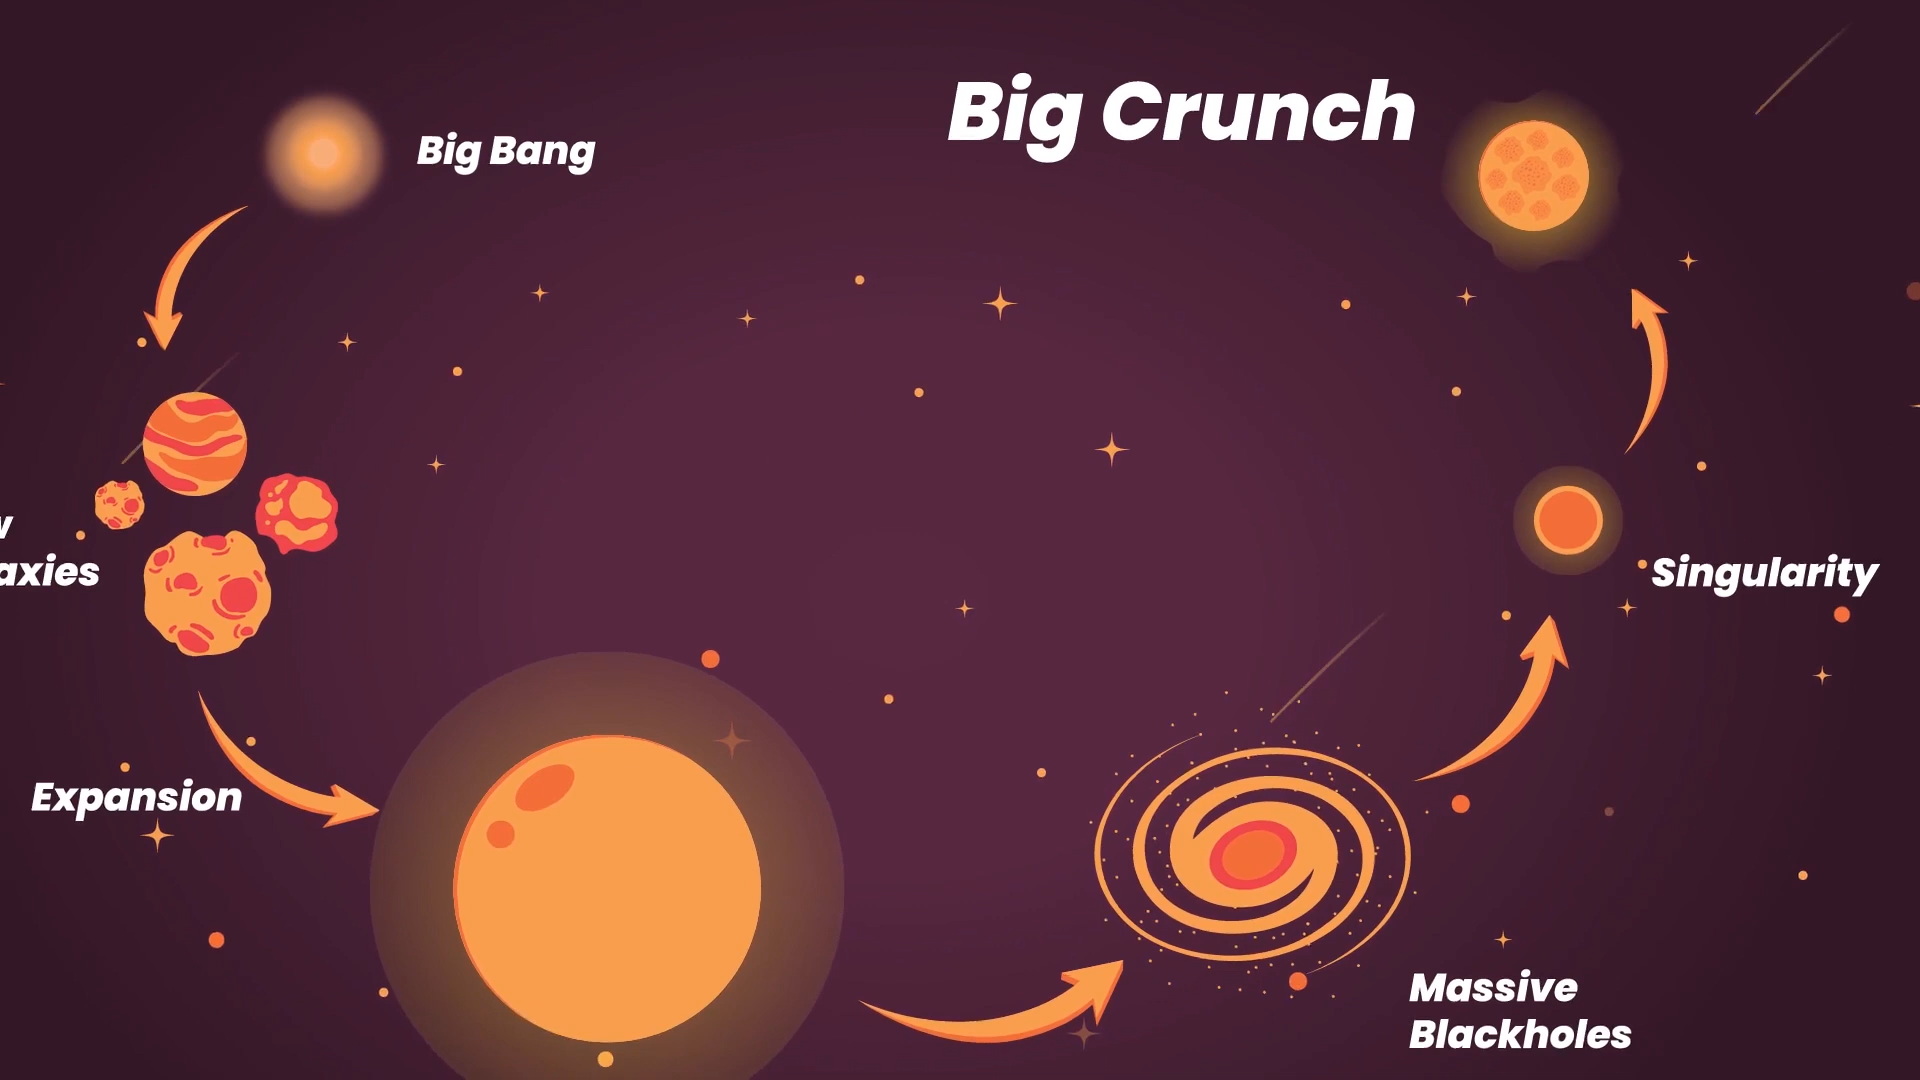 Big Crunch
Big Bang
axies
Singularity
Expansion
Massive
Blackholes